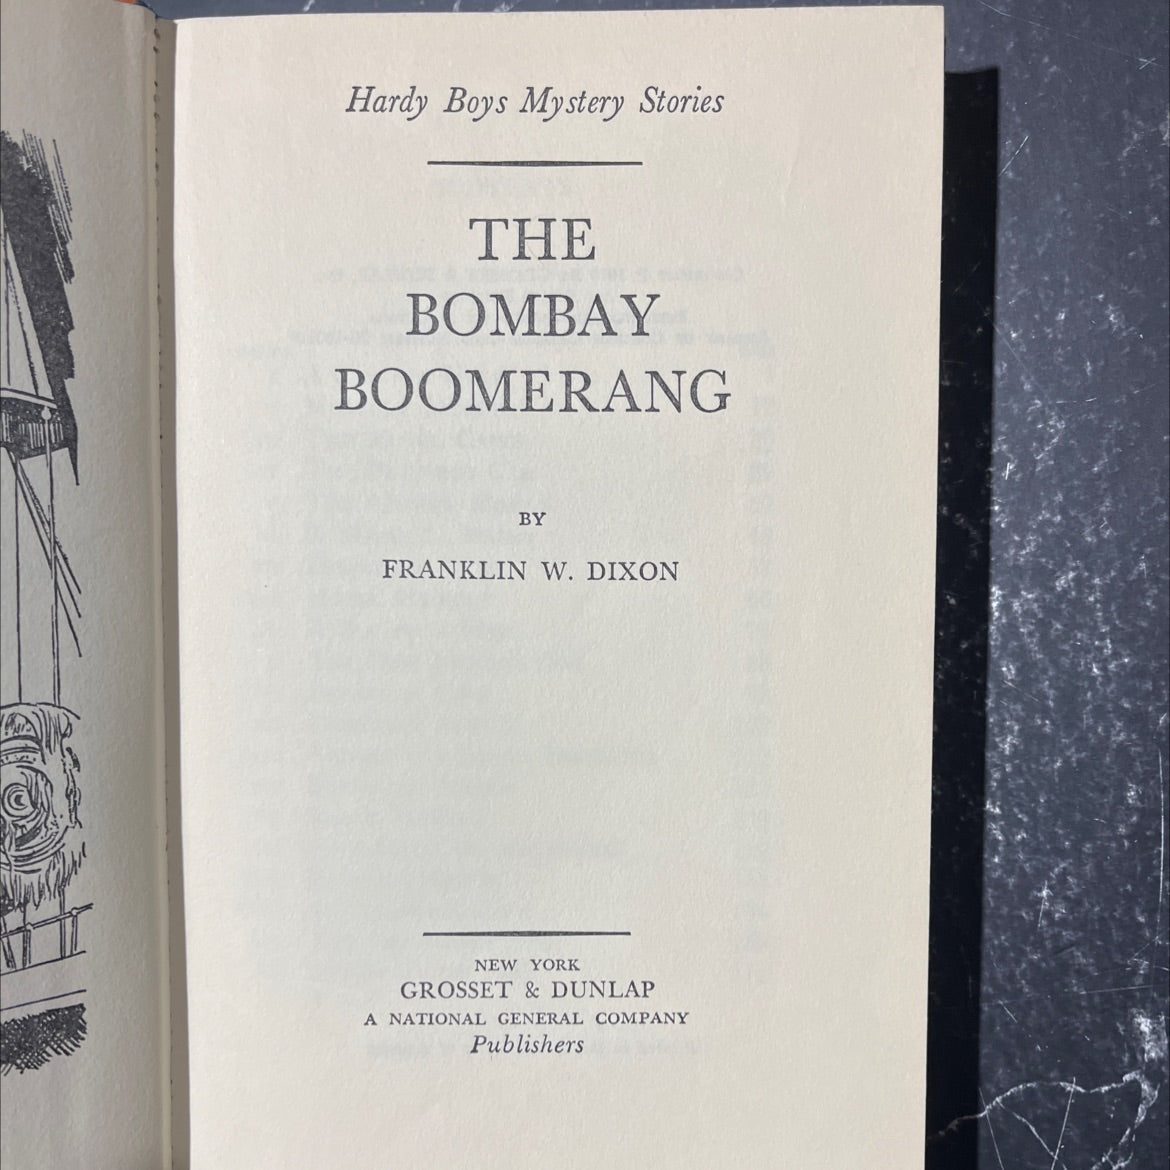 Hardy Boys Mystery Stories
THE
BOMBAY
BOOMERANG
BY
FRANKLIN W. DIXON
NEW YORK
GROSSET & DUNLAP
A NATIONAL GENERAL COMPANY
Publishers